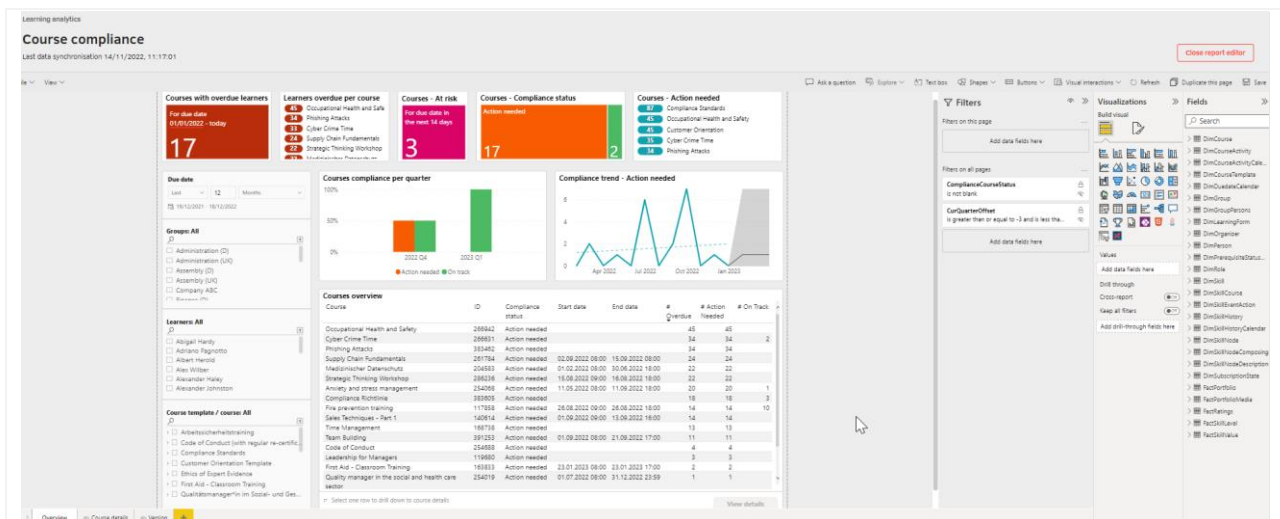 Learning analytics
Course compliance
Last data synchronisation 14/11/2022, 11:17:01
Close report editor
View
Ask a question Explore Text box Shapes Buttons Visual interactions Refresh Duplicate this page Save
Courses with overdue learners
For due date
01/01/2022 - today
17
Learners overdue per course
45 Occupational Health and Safe
34 Phishing Attacks
33 Cyber Crime Time
24 Supply Chain Fundamentals
22 Strategic Thinking Workshop
Medizinischer Datenschutz
Courses - At risk
For due date in
the next 14 days
3
Courses - Compliance status
Action needed
17
2
Courses - Action needed
87 Compliance Standards
45 Occupational Health and Safety
45 Customer Orientation
35 Cyber Crime Time
34 Phishing Attacks
Due date
Last 12 Months
19/12/2021 - 18/12/2022
Groups: All
Administration (D)
Administration (UK)
Assembly (D)
Assembly (UK)
Company ABC
Finance (D)
Learners: All
Abigail Hardy
Adriano Pagnotto
Albert Herold
Alex Wilber
Alexander Haley
Alexander Johnston
Course template / course: All
Arbeitssicherheitstraining
Code of Conduct (with regular re-certific...
Compliance Standards
Customer Orientation Template
Ethics of Expert Evidence
First Aid - Classroom Training
Qualitätsmanager*in im Sozial- und Ges...
Courses compliance per quarter
100%
50%
0%
2022 Q4 2023 Q1
Action needed On track
Compliance trend - Action needed
6
4
2
0
Apr 2022 Jul 2022 Oct 2022 Jan 2023
Courses overview
Course ID Compliance status Start date End date # Overdue # Action Needed # On Track
Occupational Health and Safety 266942 Action needed 45 45
Cyber Crime Time 266631 Action needed 34 34 2
Phishing Attacks 383462 Action needed 34 34
Supply Chain Fundamentals 261784 Action needed 02.09.2022 08:00 15.09.2022 08:00 24 24
Medizinischer Datenschutz 204583 Action needed 01.02.2022 08:00 30.06.2022 18:00 22 22
Strategic Thinking Workshop 286236 Action needed 15.08.2022 09:00 16.08.2022 18:00 22 22
Anxiety and stress management 254068 Action needed 11.05.2022 08:00 11.09.2022 18:00 20 20 1
Compliance Richtlinie 383605 Action needed 18 18 3
Fire prevention training 117958 Action needed 26.08.2022 08:00 26.08.2022 18:00 14 14 10
Sales Techniques - Part 1 140614 Action needed 01.09.2022 09:00 13.09.2022 16:00 14 14
Time Management 168738 Action needed 13 13
Team Building 391253 Action needed 01.09.2022 08:00 21.09.2022 17:00 11 11
Code of Conduct 254688 Action needed 4 4
Leadership for Managers 119680 Action needed 3 3
First Aid - Classroom Training 163833 Action needed 23.01.2023 08:00 23.01.2023 17:00 2 2
Quality manager in the social and health care sector 254019 Action needed 01.07.2022 08:00 31.12.2022 23:59 1 1
Select one row to drill down to course details
View details
Filters
Filters on this page
Add data fields here
Filters on all pages
ComplianceCourseStatus
is not blank
CurQuarterOffset
is greater than or equal to -3 and is less tha...
Add data fields here
Visualizations
Build visual
Values
Add data fields here
Drill through
Cross-report
Keep all filters
Add drill-through fields here
Fields
Search
DimCourse
DimCourseActivity
DimCourseActivityCale...
DimCourseTemplate
DimDuedateCalendar
DimGroup
DimGroupPersons
DimLearningForm
DimOrganizer
DimPerson
DimPrerequisiteStatus...
DimRole
DimSkill
DimSkillCourse
DimSkillEventAction
DimSkillHistory
DimSkillHistoryCalendar
DimSkillNode
DimSkillNodeComposing
DimSkillNodeDescription
DimSubscriptionState
FactPortfolio
FactPortfolioMedia
FactRatings
FactSkillLevel
FactSkillValue
Overview Course details